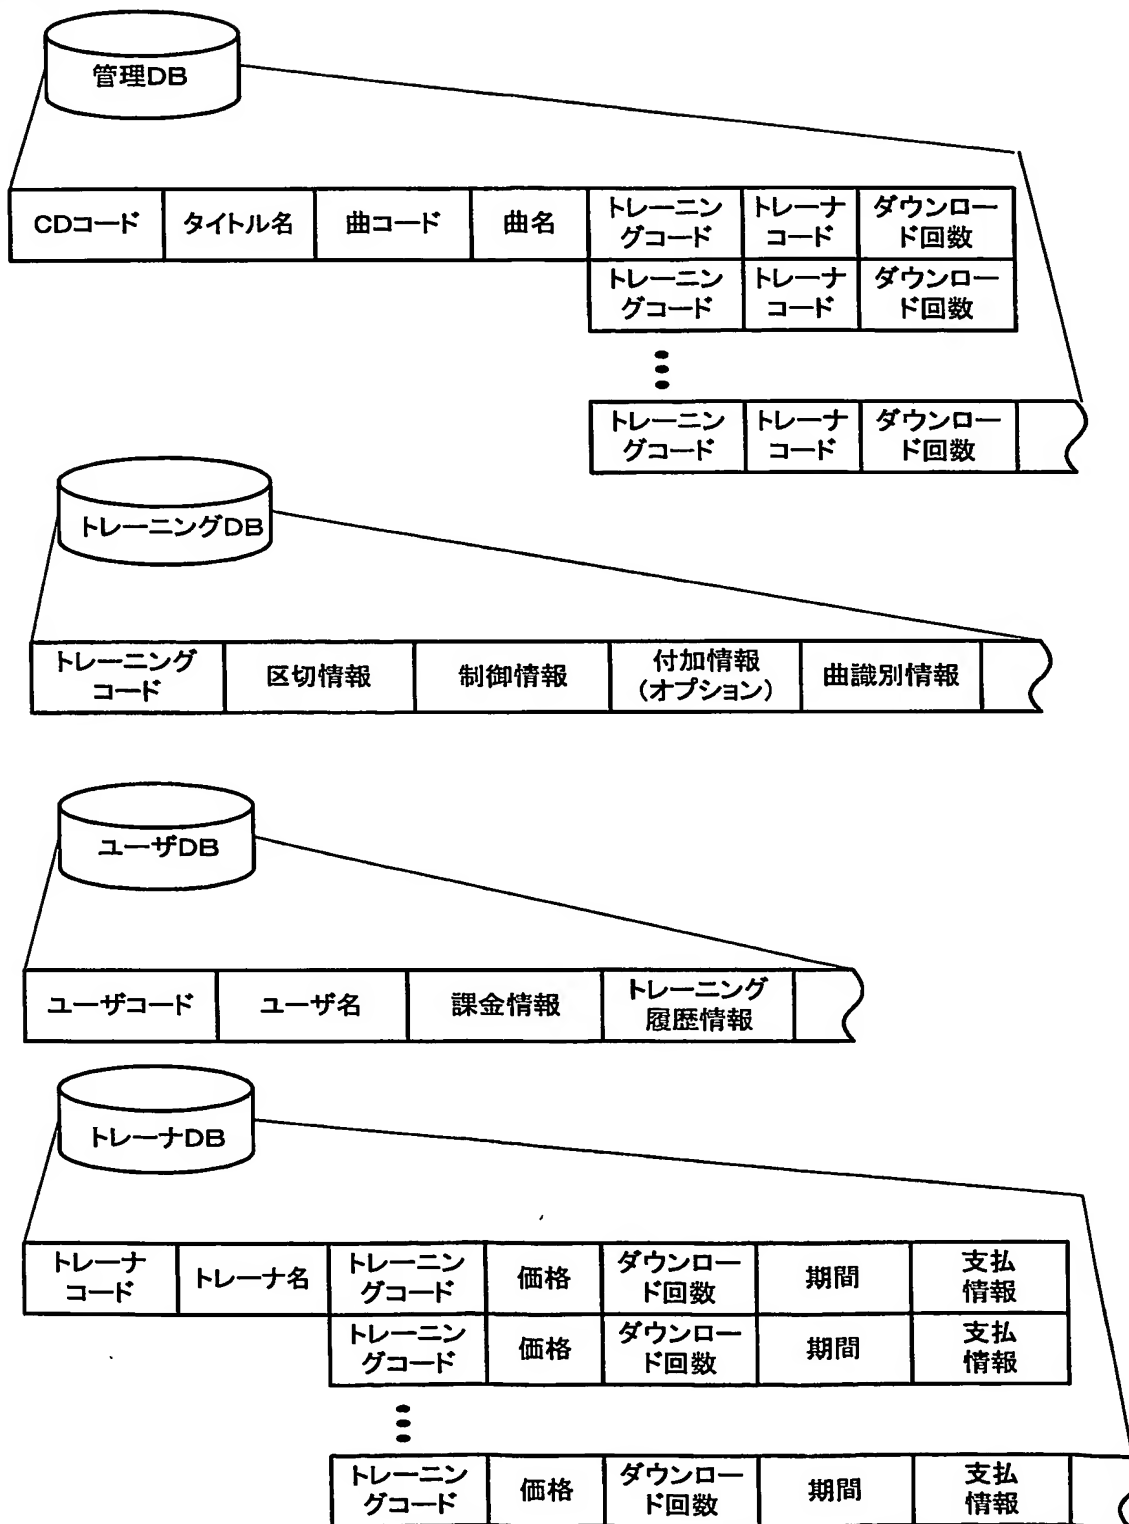 管理DB
CDコード タイトル名 曲コード 曲名 トレーニン トレーナ ダウンロー
グコード コード ド回数
トレーニン トレーナ ダウンロー
グコード コード ド回数
トレーニン トレーナ ダウンロー
グコード コード ド回数
トレーニングDB
トレーニング 区切情報 制御情報 付加情報 曲識別情報
コード (オプション)
ユーザDB
ユーザコード ユーザ名 課金情報 トレーニング
履歴情報
トレーナDB
トレーナ トレーナ名 トレーニン 価格 ダウンロー 期間 支払
コード グコード ド回数 情報
トレーニン 価格 ダウンロー 期間 支払
グコード ド回数 情報
トレーニン 価格 ダウンロー 期間 支払
グコード ド回数 情報